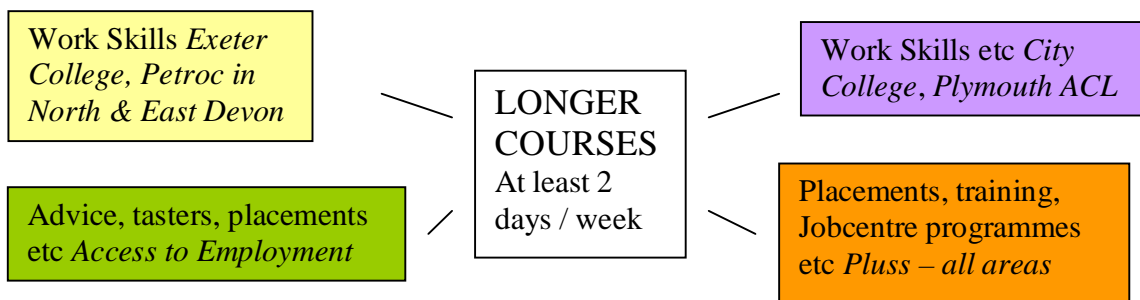 Work Skills Exeter
College, Petroc in
North & East Devon
Work Skills etc City
College, Plymouth ACL
LONGER
COURSES
At least 2
days / week
Advice, tasters, placements
etc Access to Employment
Placements, training,
Jobcentre programmes
etc Pluss – all areas